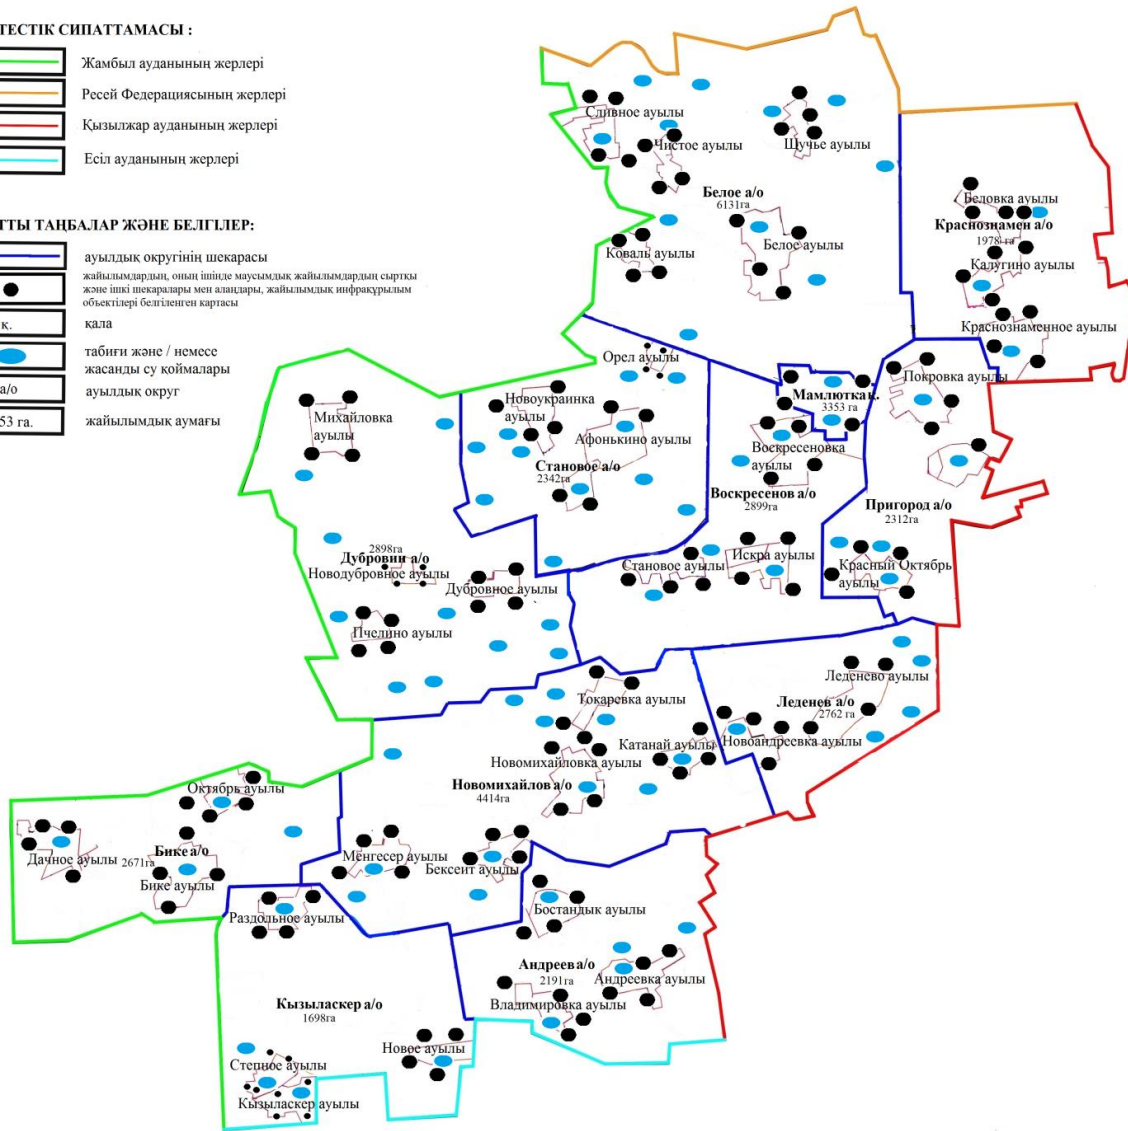 ТЕСТІК СИПАТТАМАСЫ :
Жамбыл ауданының жерлері
Ресей Федерациясының жерлері
Қызылжар ауданының жерлері
Есіл ауданының жерлері
ТТЫ ТАҢБАЛАР ЖӘНЕ БЕЛГІЛЕР:
ауылдық округінің шекарасы
жайылымдардың, оның ішінде маусымдық жайылымдардың сыртқы
және ішкі шекаралары мен алаңдары, жайылымдық инфрақұрылым
объектілері белгіленген картасы
қ.
қала
табиғи және / немесе
жасанды су қоймалары
а/о
ауылдық округ
53 га.
жайылымдық аумағы
Сливное ауылы
Чистое ауылы
Щучье ауылы
Белое а/о
6131га
Белое ауылы
Коваль ауылы
Беловка ауылы
Краснознамен а/о
1978 га
Калугино ауылы
Краснознаменное ауылы
Орел ауылы
Покровка ауылы
Мамлютка қ.
3353 га
Михайловка
ауылы
Новоукраинка
ауылы
Афонькино ауылы
Становое а/о
2342га
Воскресеновка
ауылы
Воскресенов а/о
2899га
Пригород а/о
2312га
2898га
Дубровин а/о
Новодубровное ауылы
Дубровное ауылы
Становое ауылы
Искра ауылы
Красный Октябрь
ауылы
Пчелино ауылы
Токаревка ауылы
Леденево ауылы
Леденев а/о
2762 га
Катанай ауылы
Новоандреевка ауылы
Новомихайловка ауылы
Новомихайлов а/о
4414га
Октябрь ауылы
Дачное ауылы
2671га
Бике а/о
Бике ауылы
Менгесер ауылы
Бексеит ауылы
Раздольное ауылы
Бостандык ауылы
Андреев а/о
2191га
Андреевка ауылы
Владимировка ауылы
Кызыласкер а/о
1698га
Новое ауылы
Степное ауылы
Кызыласкер ауылы